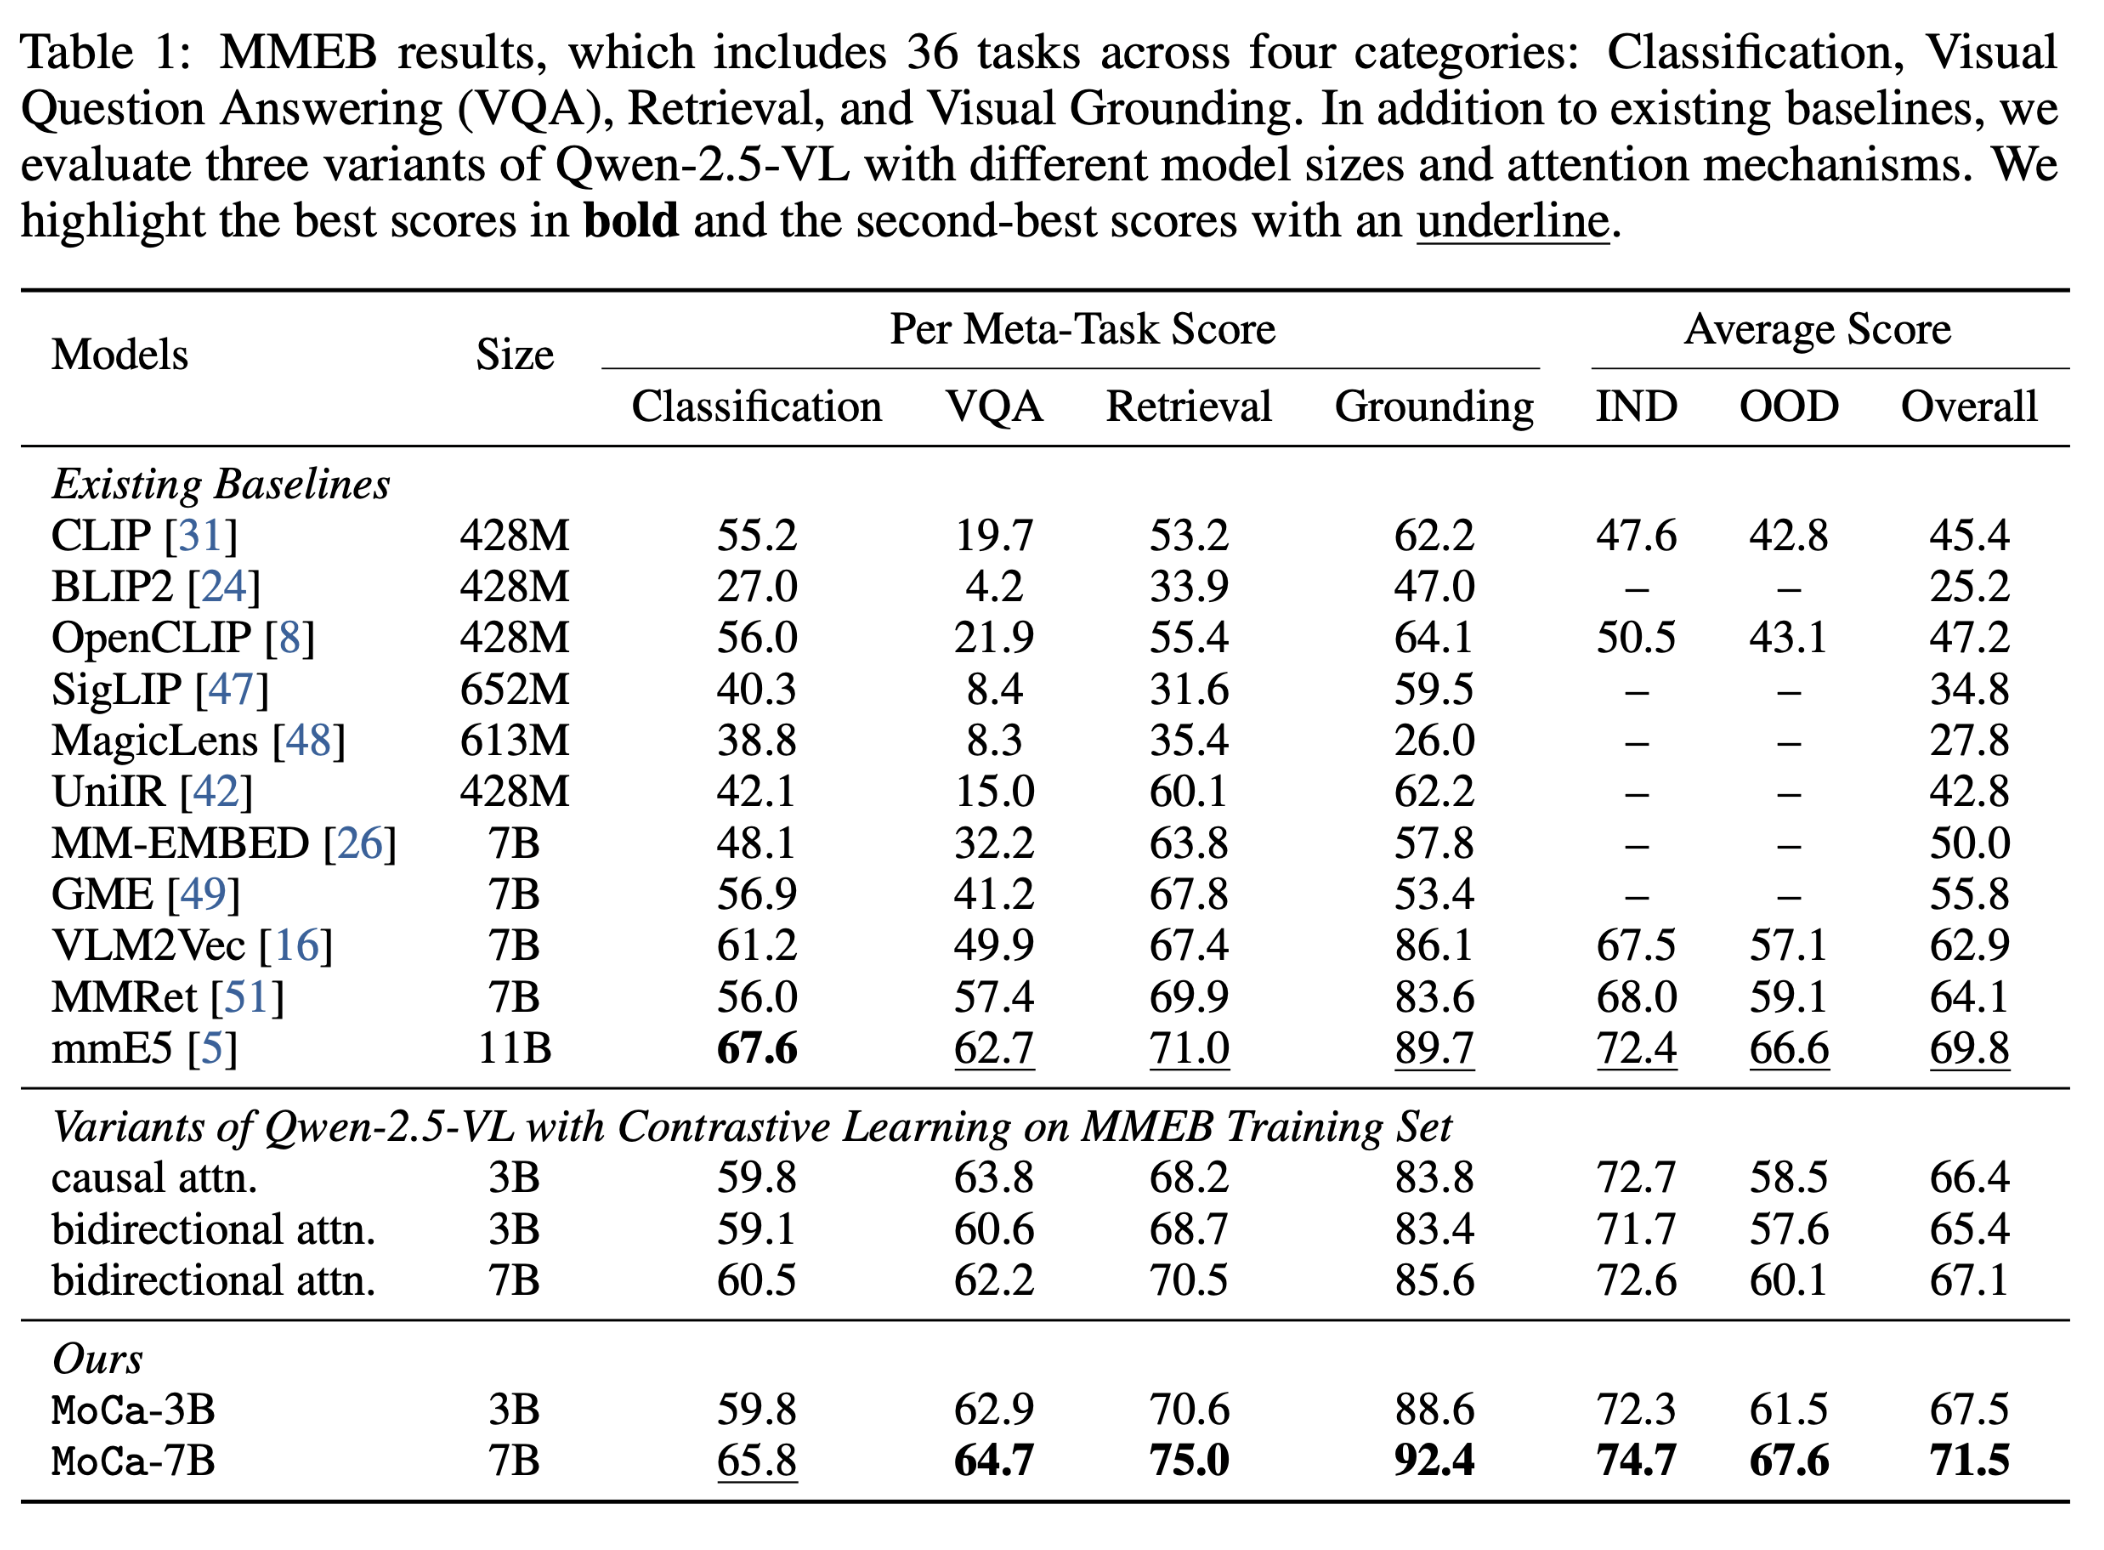 Table 1: MMEB results, which includes 36 tasks across four categories: Classification, Visual
Question Answering (VQA), Retrieval, and Visual Grounding. In addition to existing baselines, we
evaluate three variants of Qwen-2.5-VL with different model sizes and attention mechanisms. We
highlight the best scores in bold and the second-best scores with an underline.
Models Size Per Meta-Task Score Average Score
Classification VQA Retrieval Grounding IND OOD Overall
Existing Baselines
CLIP [31] 428M 55.2 19.7 53.2 62.2 47.6 42.8 45.4
BLIP2 [24] 428M 27.0 4.2 33.9 47.0 – – 25.2
OpenCLIP [8] 428M 56.0 21.9 55.4 64.1 50.5 43.1 47.2
SigLIP [47] 652M 40.3 8.4 31.6 59.5 – – 34.8
MagicLens [48] 613M 38.8 8.3 35.4 26.0 – – 27.8
UniIR [42] 428M 42.1 15.0 60.1 62.2 – – 42.8
MM-EMBED [26] 7B 48.1 32.2 63.8 57.8 – – 50.0
GME [49] 7B 56.9 41.2 67.8 53.4 – – 55.8
VLM2Vec [16] 7B 61.2 49.9 67.4 86.1 67.5 57.1 62.9
MMRet [51] 7B 56.0 57.4 69.9 83.6 68.0 59.1 64.1
mmE5 [5] 11B 67.6 62.7 71.0 89.7 72.4 66.6 69.8
Variants of Qwen-2.5-VL with Contrastive Learning on MMEB Training Set
causal attn. 3B 59.8 63.8 68.2 83.8 72.7 58.5 66.4
bidirectional attn. 3B 59.1 60.6 68.7 83.4 71.7 57.6 65.4
bidirectional attn. 7B 60.5 62.2 70.5 85.6 72.6 60.1 67.1
Ours
MoCa-3B 3B 59.8 62.9 70.6 88.6 72.3 61.5 67.5
MoCa-7B 7B 65.8 64.7 75.0 92.4 74.7 67.6 71.5